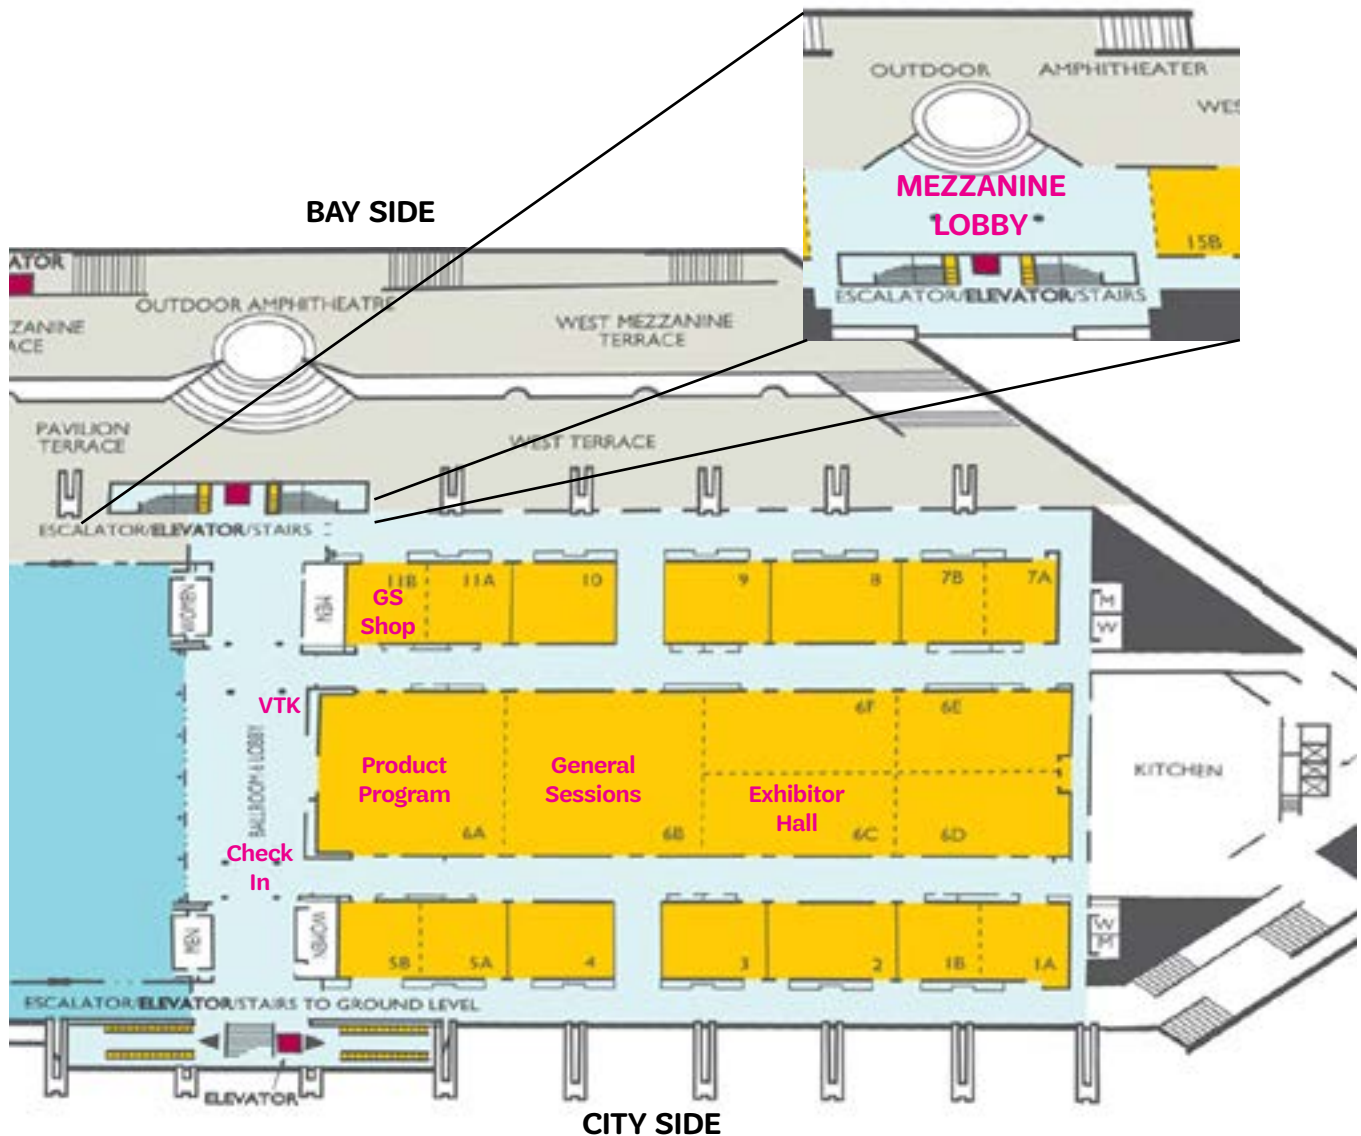 OUTDOOR AMPHITHEATER
WES
MEZZANINE
LOBBY
15B
ESCALATOR/ELEVATOR/STAIRS
BAY SIDE
ATOR
OUTDOOR AMPHITHEATRE
ZZANINE
ACE
WEST MEZZANINE
TERRACE
PAVILION
TERRACE
WEST TERRACE
ESCALATOR/ELEVATOR/STAIRS
WOMEN
MEN
11B
11A
10
9
8
7B
7A
GS
Shop
M
W
VTK
BALLROOM 6 LOBBY
6F
6E
Product
Program
General
Sessions
Exhibitor
Hall
KITCHEN
6A
6B
6C
6D
Check
In
MEN
WOMEN
5B
5A
4
3
2
1B
1A
W
M
ESCALATOR/ELEVATOR/STAIRS TO GROUND LEVEL
ELEVATOR
CITY SIDE